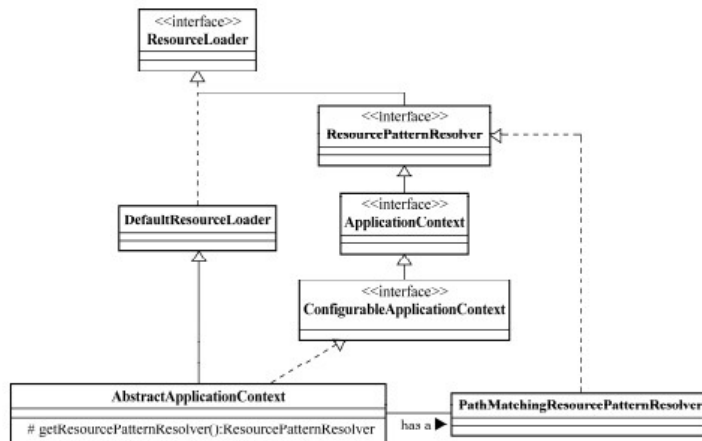 <<interface>>
ResourceLoader
<<interface>>
ResourcePatternResolver
DefaultResourceLoader
<<interface>>
ApplicationContext
<<interface>>
ConfigurableApplicationContext
AbstractApplicationContext
# getResourcePatternResolver():ResourcePatternResolver
has a
PathMatchingResourcePatternResolver